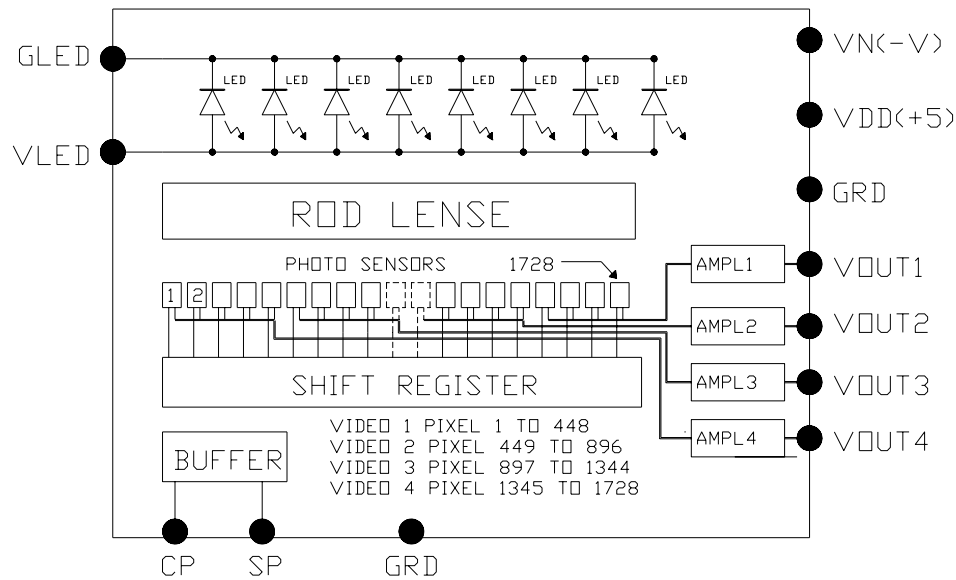 GLED
VN(-V)
LED LED LED LED LED LED LED LED
VDD(+5)
VLED
GRD
ROD LENSE
PHOTO SENSORS 1728
AMPL1 VOUT1
1 2
AMPL2 VOUT2
SHIFT REGISTER
AMPL3 VOUT3
VIDEO 1 PIXEL 1 TO 448
VIDEO 2 PIXEL 449 TO 896
VIDEO 3 PIXEL 897 TO 1344
VIDEO 4 PIXEL 1345 TO 1728
AMPL4 VOUT4
BUFFER
CP SP GRD